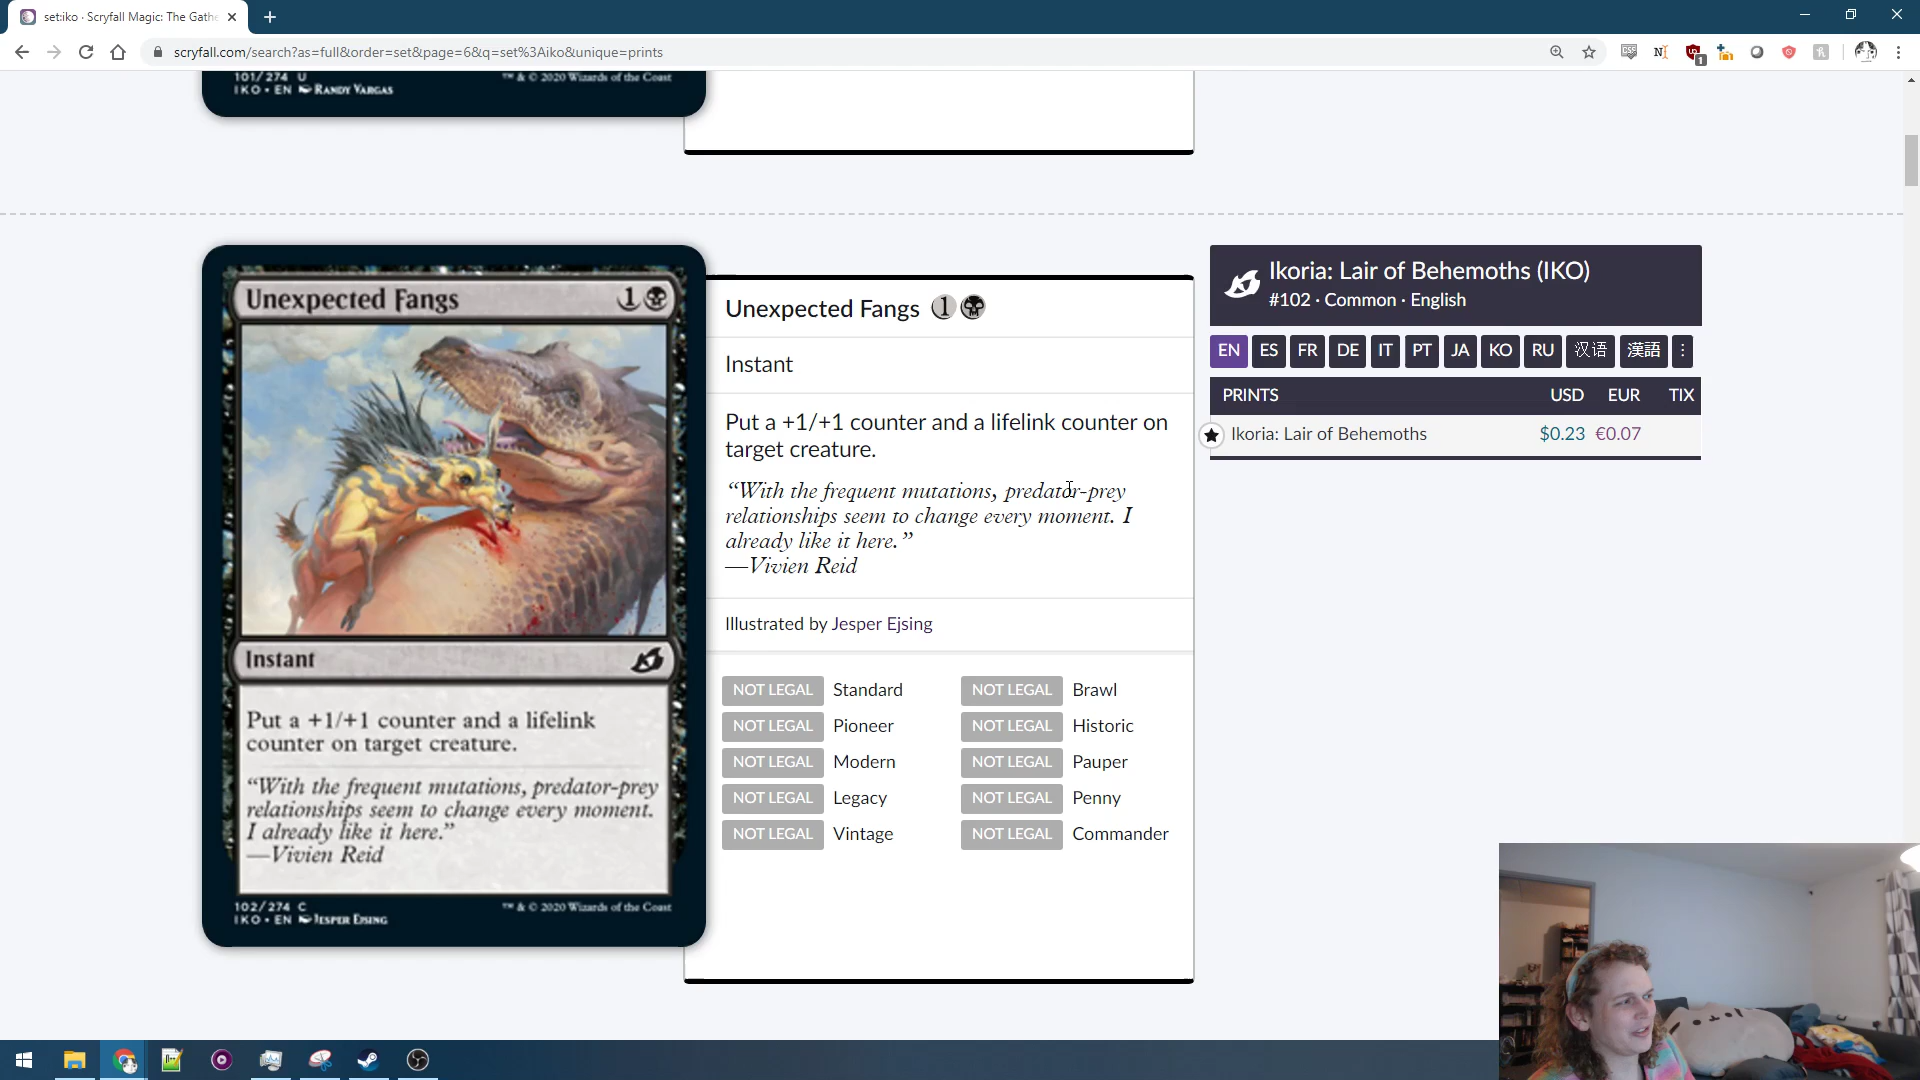 set:iko · Scryfall Magic: The Gathe
scryfall.com/search?as=full&order=set&page=6&q=set%3Aiko&unique=prints
101/274 U
IKO • EN RANDY VARGAS
™ & © 2020 Wizards of the Coast
Unexpected Fangs 1
Instant
Put a +1/+1 counter and a lifelink
counter on target creature.
“With the frequent mutations, predator-prey
relationships seem to change every moment.
I already like it here.”
—Vivien Reid
102/274 C
IKO • EN JESPER EJSING
™ & © 2020 Wizards of the Coast
Unexpected Fangs 1
Instant
Put a +1/+1 counter and a lifelink counter on
target creature.
“With the frequent mutations, predator-prey
relationships seem to change every moment. I
already like it here.”
—Vivien Reid
Illustrated by Jesper Ejsing
NOT LEGAL Standard NOT LEGAL Brawl
NOT LEGAL Pioneer NOT LEGAL Historic
NOT LEGAL Modern NOT LEGAL Pauper
NOT LEGAL Legacy NOT LEGAL Penny
NOT LEGAL Vintage NOT LEGAL Commander
Ikoria: Lair of Behemoths (IKO)
#102 · Common · English
EN ES FR DE IT PT JA KO RU 汉语 漢語
PRINTS USD EUR TIX
Ikoria: Lair of Behemoths $0.23 €0.07